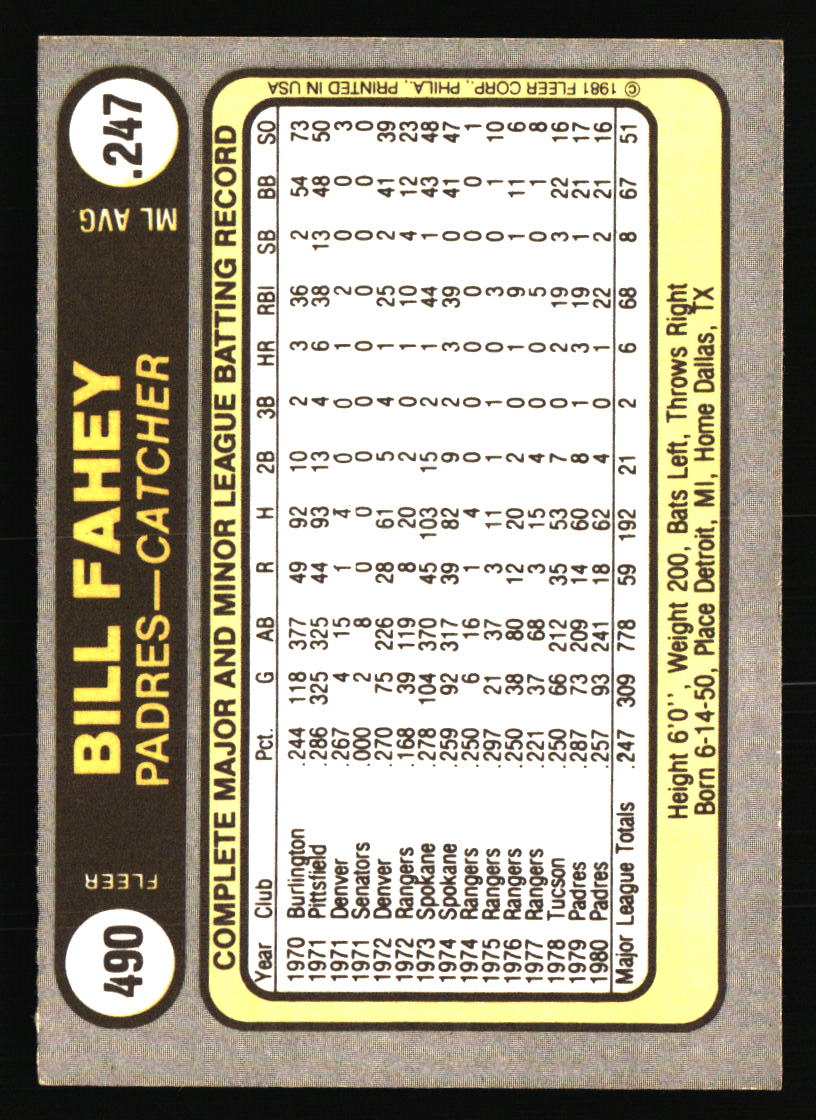 490
FLEER
BILL FAHEY
PADRES—CATCHER
ML AVG.
.247
COMPLETE MAJOR AND MINOR LEAGUE BATTING RECORD
Year Club Pct. G AB R H 2B 3B HR RBI SB BB SO
1970 Burlington .244 118 377 49 92 10 2 3 36 2 54 73
1971 Pittsfield .286 325 325 44 93 13 4 6 38 13 48 50
1971 Denver .267 4 15 1 4 0 0 1 2 0 0 3
1971 Senators .000 2 8 0 0 0 0 0 0 0 0 0
1972 Denver .270 75 226 28 61 5 4 1 25 2 41 39
1972 Rangers .168 39 119 8 20 2 0 1 10 4 12 23
1973 Spokane .278 104 370 45 103 15 2 1 44 1 43 48
1974 Spokane .259 92 317 39 82 9 2 3 39 0 41 47
1974 Rangers .250 6 16 1 4 0 0 0 0 0 0 1
1975 Rangers .297 21 37 3 11 1 1 0 3 0 1 10
1976 Rangers .250 38 80 12 20 2 0 1 9 1 11 6
1977 Rangers .221 37 68 3 15 4 0 0 5 0 1 8
1978 Tucson .250 66 212 35 53 7 0 2 19 3 22 16
1979 Padres .287 73 209 14 60 8 1 3 19 1 21 17
1980 Padres .257 93 241 18 62 4 0 1 22 2 21 16
Major League Totals .247 309 778 59 192 21 2 6 68 8 67 51
Height 6'0", Weight 200, Bats Left, Throws Right
Born 6-14-50, Place Detroit, MI, Home Dallas, TX
© 1981 FLEER CORP., PHILA., PRINTED IN USA